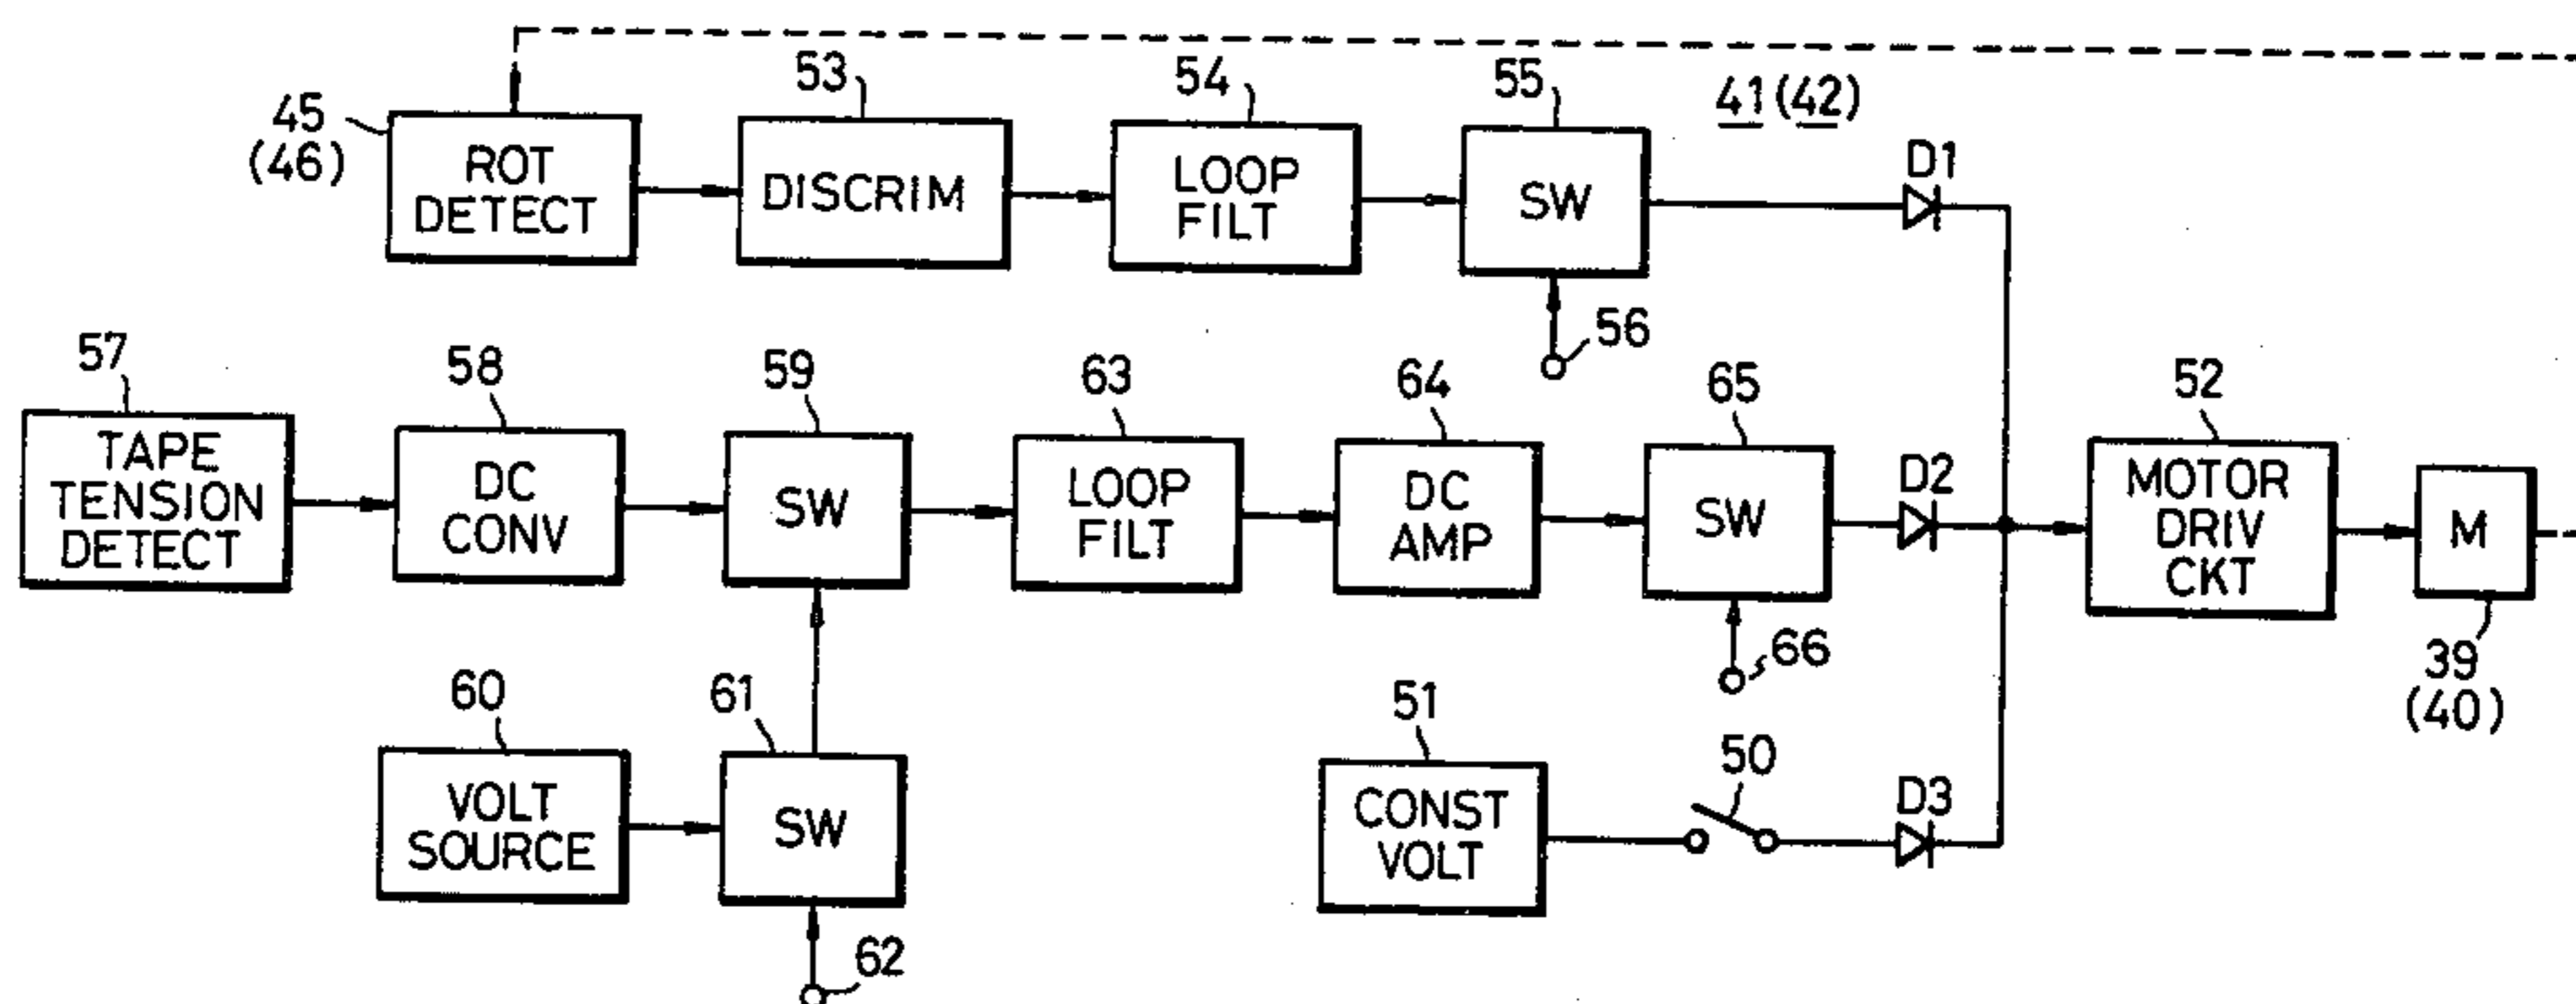 53
54
55
41 (42)
45
(46)
ROT
DETECT
DISCRIM
LOOP
FILT
SW
D1
56
57
58
59
63
64
65
52
TAPE
TENSION
DETECT
DC
CONV
SW
LOOP
FILT
DC
AMP
SW
D2
MOTOR
DRIV
CKT
M
66
39
(40)
60
61
51
50
VOLT
SOURCE
SW
CONST
VOLT
D3
62